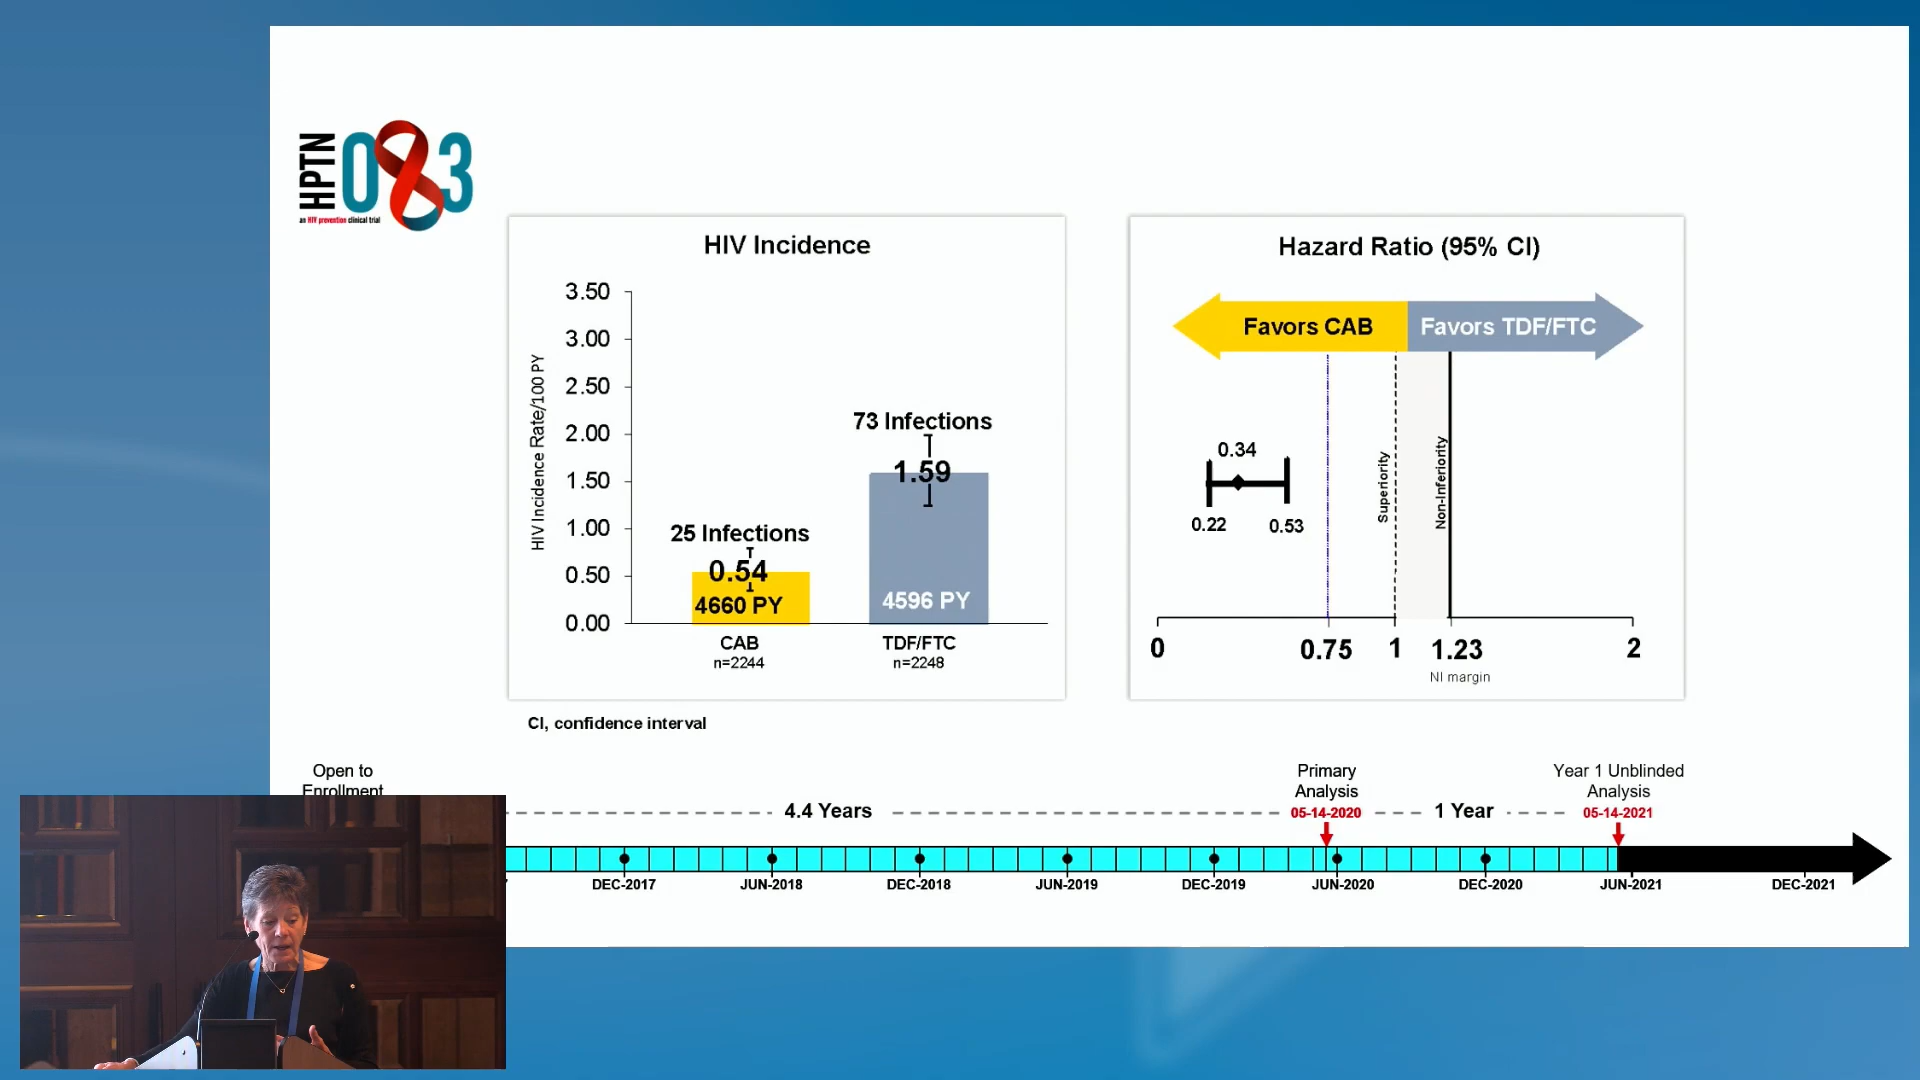 HPTN 083
an HIV prevention clinical trial
HIV Incidence
HIV Incidence Rate/100 PY
3.50
3.00
2.50
2.00
1.50
1.00
0.50
0.00
73 Infections
1.59
25 Infections
0.54
4660 PY
4596 PY
CAB
n=2244
TDF/FTC
n=2248
Hazard Ratio (95% CI)
Favors CAB
Favors TDF/FTC
0.34
0.22
0.53
Superiority
Non-Inferiority
0
0.75
1
1.23
2
NI margin
CI, confidence interval
Open to
Enrollment
4.4 Years
Primary
Analysis
05-14-2020
1 Year
Year 1 Unblinded
Analysis
05-14-2021
DEC-2017
JUN-2018
DEC-2018
JUN-2019
DEC-2019
JUN-2020
DEC-2020
JUN-2021
DEC-2021